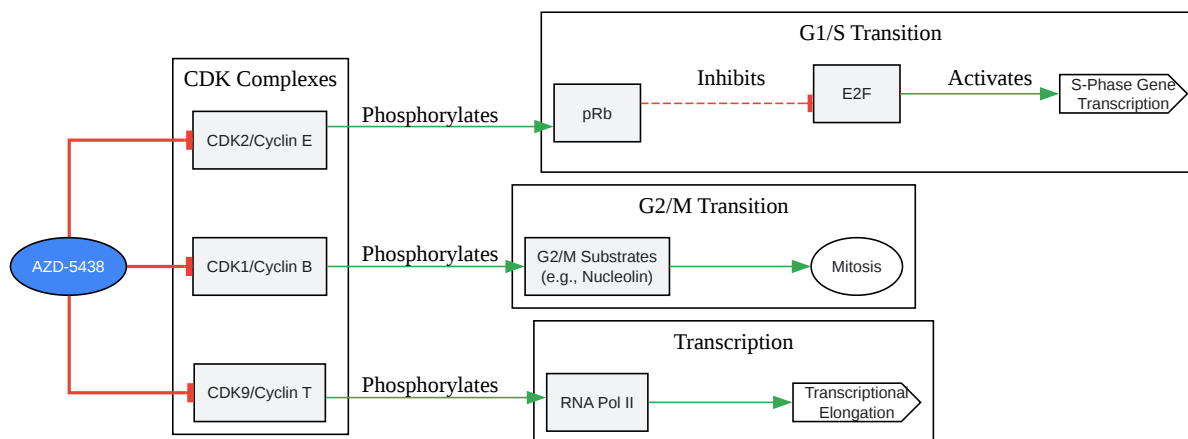 G1/S Transition
CDK Complexes
Inhibits
Activates
S-Phase Gene
Transcription
E2F
pRb
Phosphorylates
CDK2/Cyclin E
G2/M Transition
AZD-5438
CDK1/Cyclin B
Phosphorylates
G2/M Substrates
(e.g., Nucleolin)
Mitosis
Transcription
CDK9/Cyclin T
Phosphorylates
RNA Pol II
Transcriptional
Elongation